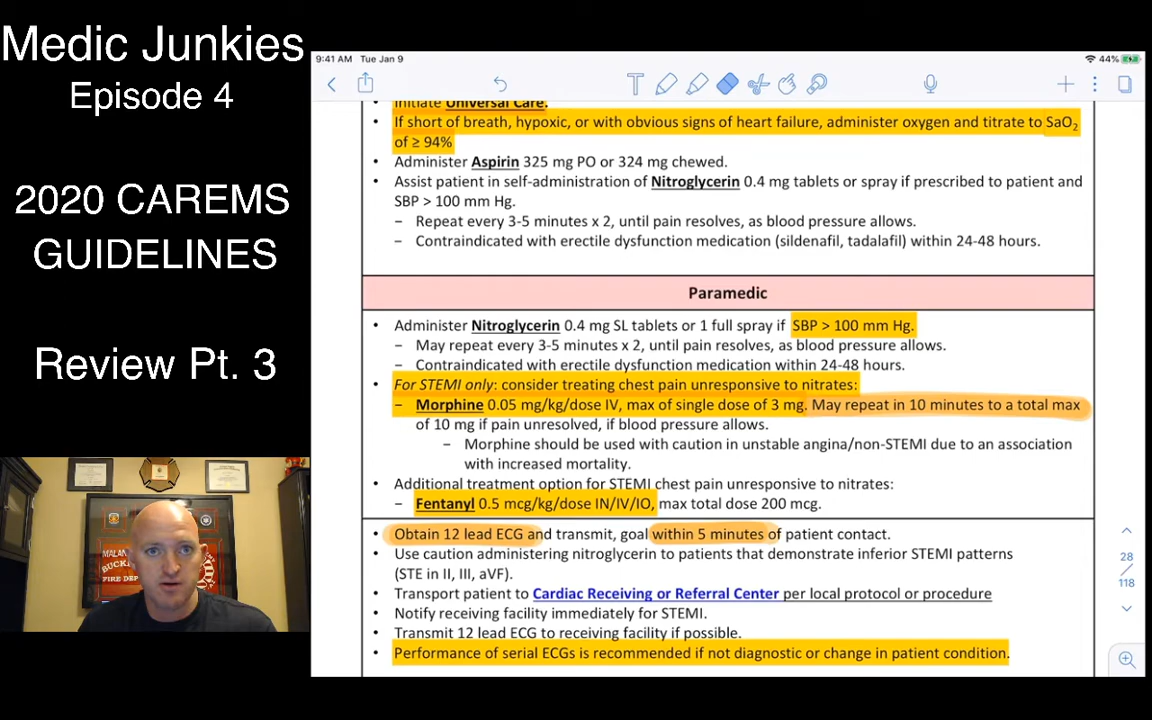 Medic Junkies
Episode 4
2020 CAREMS
GUIDELINES
Review Pt. 3
9:41 AM Tue Jan 9
44%
T
Initiate Universal Care.
• If short of breath, hypoxic, or with obvious signs of heart failure, administer oxygen and titrate to SaO₂
of ≥ 94%
• Administer Aspirin 325 mg PO or 324 mg chewed.
• Assist patient in self-administration of Nitroglycerin 0.4 mg tablets or spray if prescribed to patient and
SBP > 100 mm Hg.
− Repeat every 3-5 minutes x 2, until pain resolves, as blood pressure allows.
− Contraindicated with erectile dysfunction medication (sildenafil, tadalafil) within 24-48 hours.
Paramedic
• Administer Nitroglycerin 0.4 mg SL tablets or 1 full spray if SBP > 100 mm Hg.
− May repeat every 3-5 minutes x 2, until pain resolves, as blood pressure allows.
− Contraindicated with erectile dysfunction medication within 24-48 hours.
• For STEMI only: consider treating chest pain unresponsive to nitrates:
− Morphine 0.05 mg/kg/dose IV, max of single dose of 3 mg. May repeat in 10 minutes to a total max
of 10 mg if pain unresolved, if blood pressure allows.
− Morphine should be used with caution in unstable angina/non-STEMI due to an association
with increased mortality.
• Additional treatment option for STEMI chest pain unresponsive to nitrates:
− Fentanyl 0.5 mcg/kg/dose IN/IV/IO, max total dose 200 mcg.
• Obtain 12 lead ECG and transmit, goal within 5 minutes of patient contact.
• Use caution administering nitroglycerin to patients that demonstrate inferior STEMI patterns
(STE in II, III, aVF).
• Transport patient to Cardiac Receiving or Referral Center per local protocol or procedure
• Notify receiving facility immediately for STEMI.
• Transmit 12 lead ECG to receiving facility if possible.
• Performance of serial ECGs is recommended if not diagnostic or change in patient condition.
28
118
FIRE DEP